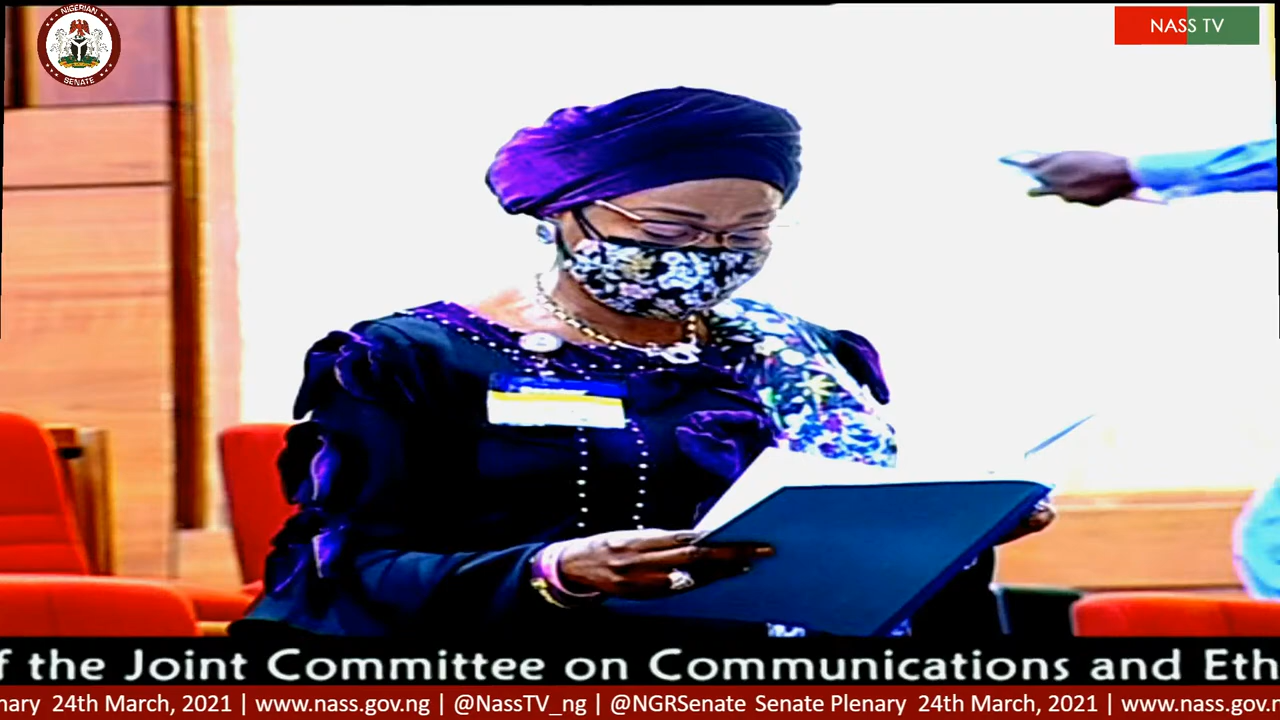 NIGERIAN
SENATE
NASS TV
f the Joint Committee on Communications and Eth
nary 24th March, 2021 | www.nass.gov.ng | @NassTV_ng | @NGRSenate Senate Plenary 24th March, 2021 | www.nass.gov.n